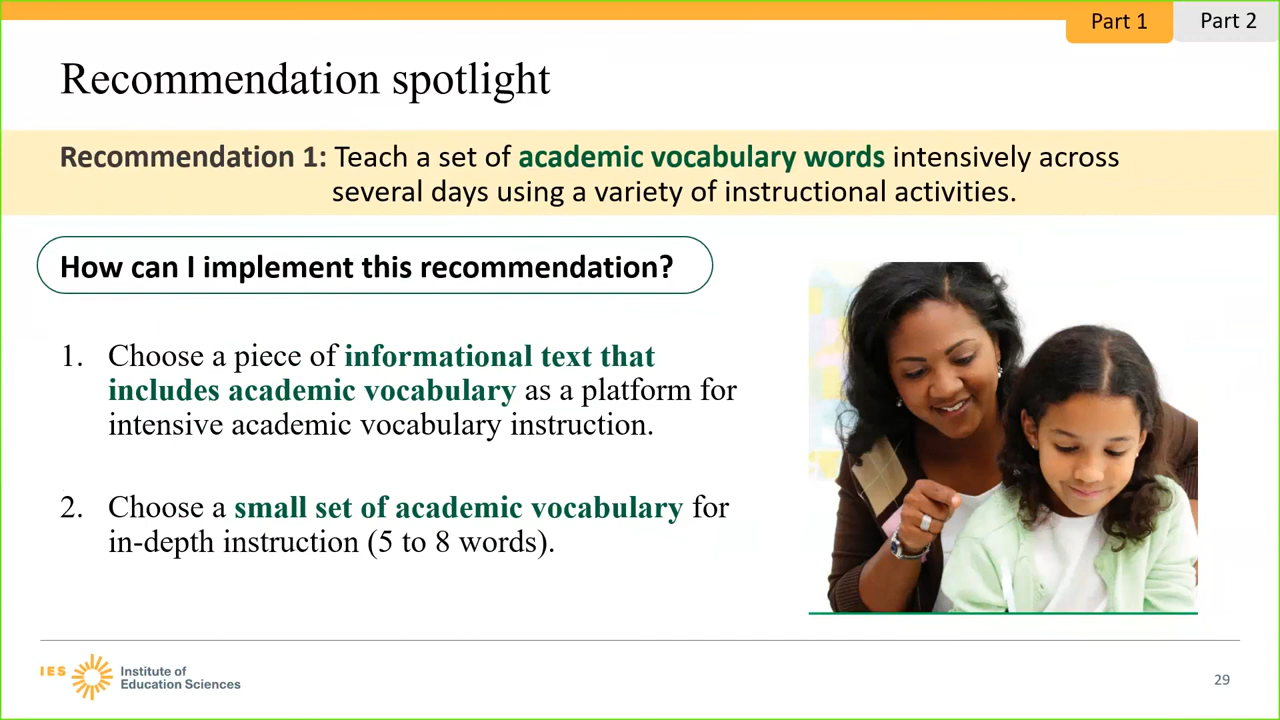 Part 1
Part 2
Recommendation spotlight
Recommendation 1: Teach a set of academic vocabulary words intensively across
several days using a variety of instructional activities.
How can I implement this recommendation?
1. Choose a piece of informational text that
includes academic vocabulary as a platform for
intensive academic vocabulary instruction.
2. Choose a small set of academic vocabulary for
in-depth instruction (5 to 8 words).
IES
Institute of
Education Sciences
29